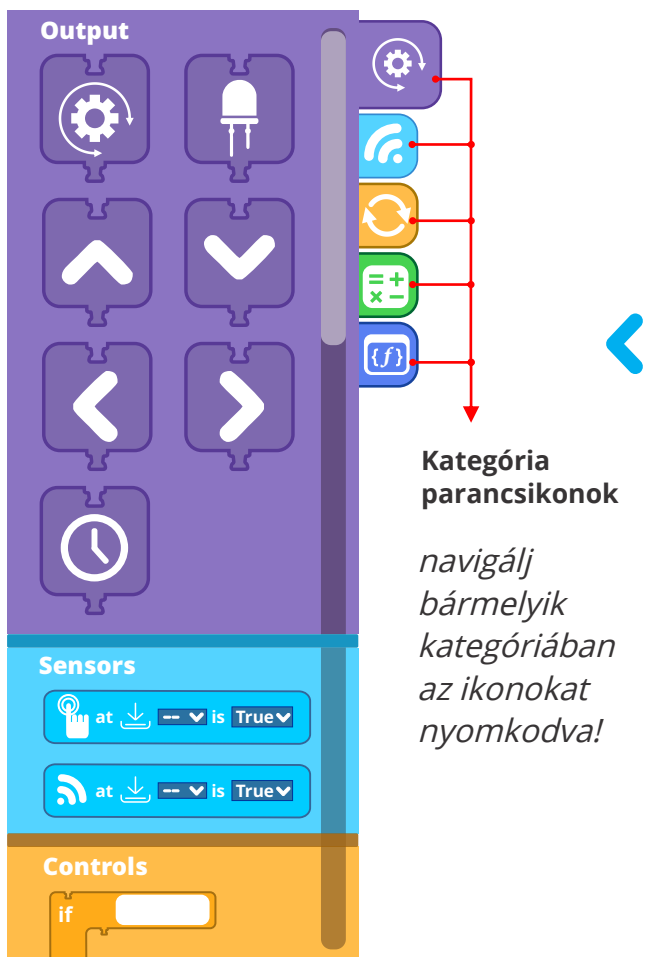 Output
{f}
Kategória
parancsikonok
navigálj
bármelyik
kategóriában
az ikonokat
nyomkodva!
Sensors
at -- is True
at -- is True
Controls
if